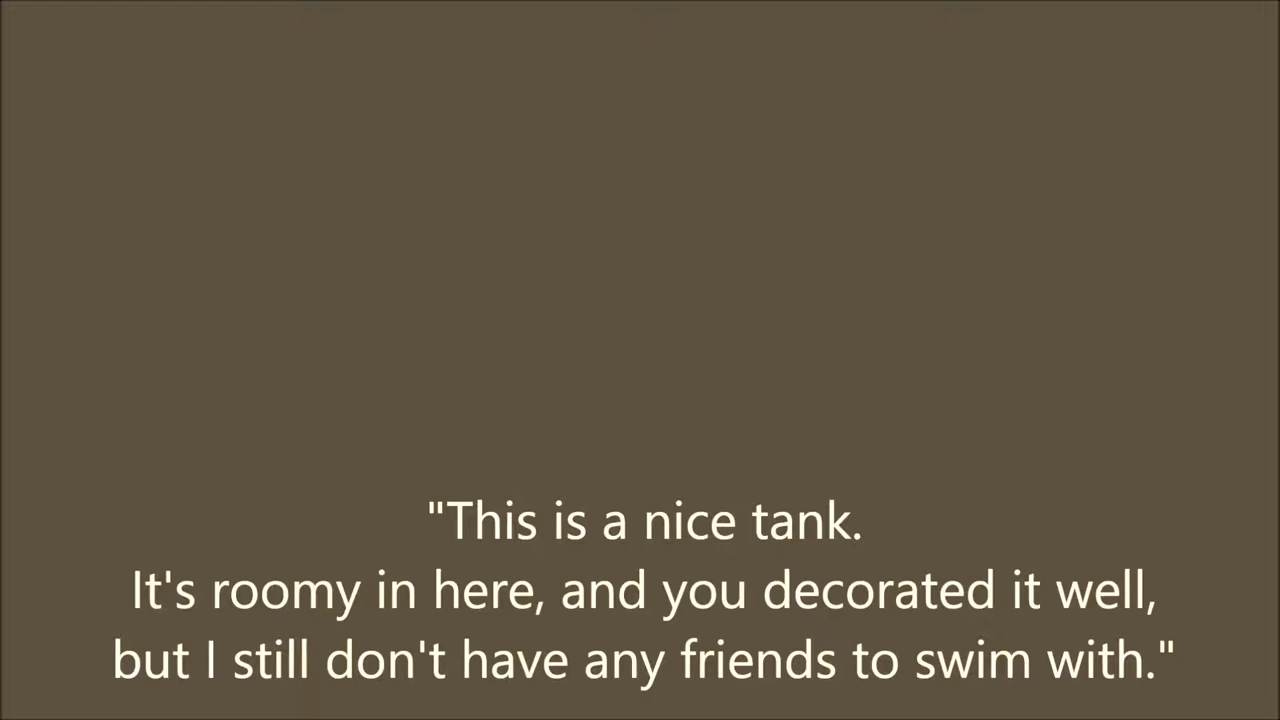 "This is a nice tank.
It's roomy in here, and you decorated it well,
but I still don't have any friends to swim with."